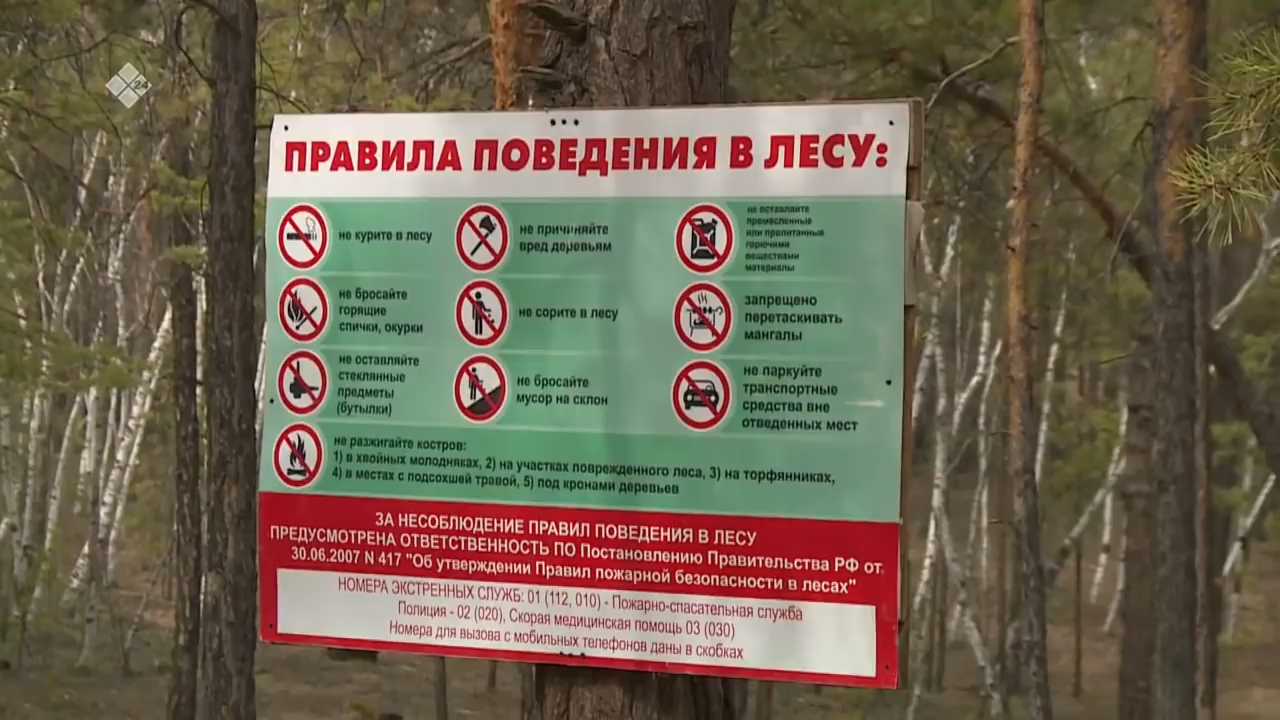 24
ПРАВИЛА ПОВЕДЕНИЯ В ЛЕСУ:
не курите в лесу
не причиняйте
вред деревьям
не оставляйте
промасленные
или пропитанные
горючими
веществами
материалы
не бросайте
горящие
спички, окурки
не сорите в лесу
запрещено
перетаскивать
мангалы
не оставляйте
стеклянные
предметы
(бутылки)
не бросайте
мусор на склон
не паркуйте
транспортные
средства вне
отведенных мест
не разжигайте костров:
1) в хвойных молодняках, 2) на участках поврежденного леса, 3) на торфянниках,
4) в местах с подсохшей травой, 5) под кронами деревьев
ЗА НЕСОБЛЮДЕНИЕ ПРАВИЛ ПОВЕДЕНИЯ В ЛЕСУ
ПРЕДУСМОТРЕНА ОТВЕТСТВЕННОСТЬ ПО Постановлению Правительства РФ от
30.06.2007 N 417 "Об утверждении Правил пожарной безопасности в лесах"
НОМЕРА ЭКСТРЕННЫХ СЛУЖБ: 01 (112, 010) - Пожарно-спасательная служба
Полиция - 02 (020), Скорая медицинская помощь 03 (030)
Номера для вызова с мобильных телефонов даны в скобках